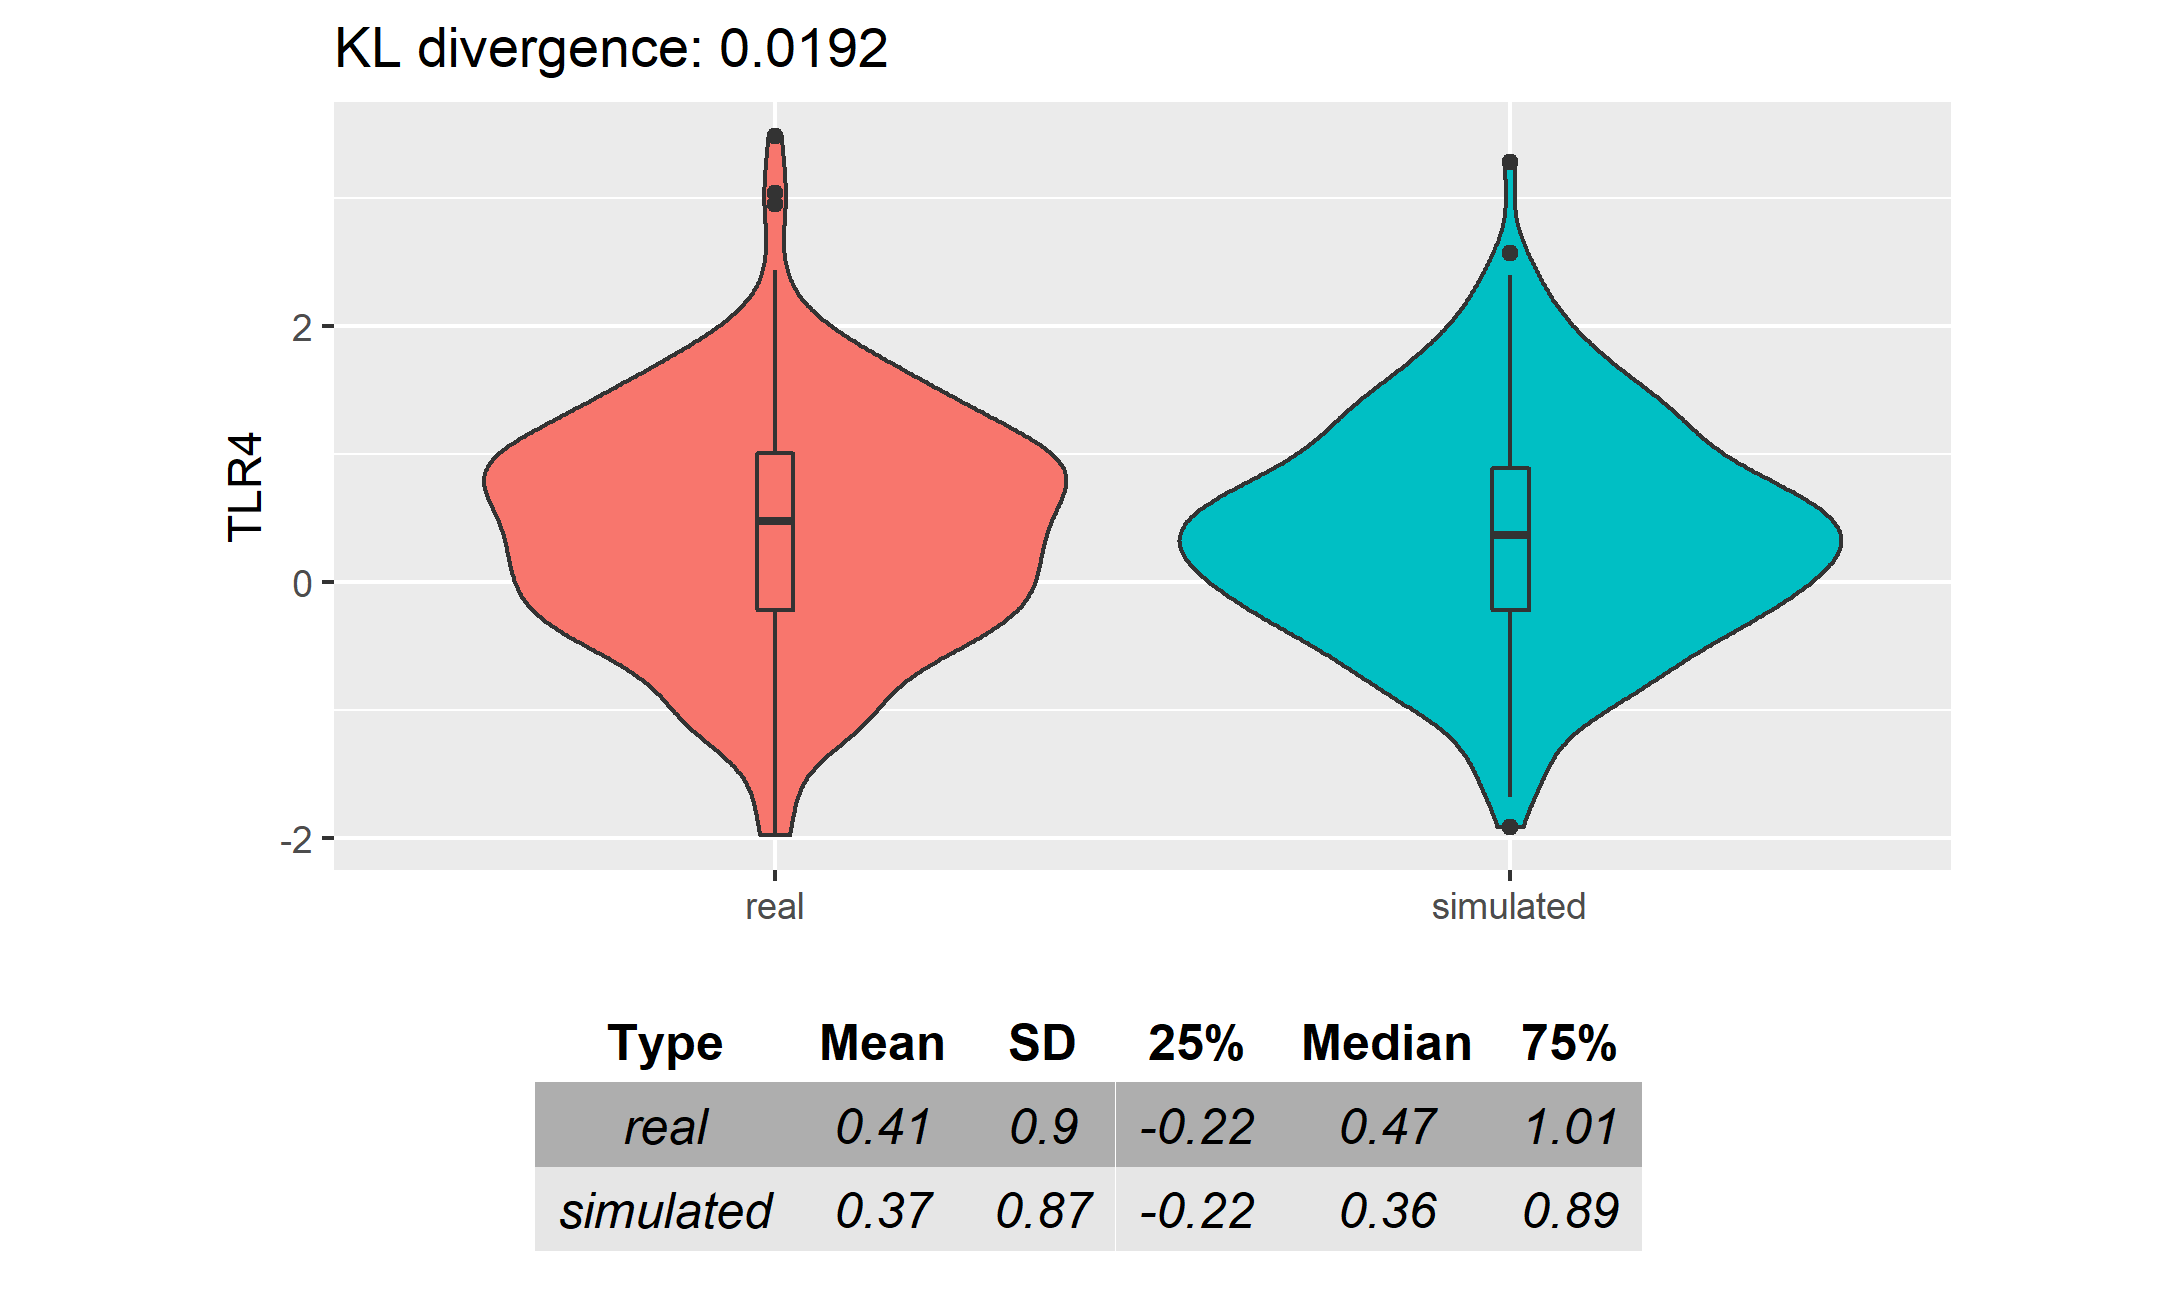 KL divergence: 0.0192
TLR4
2
0
-2
real simulated
Type Mean SD 25% Median 75%
real 0.41 0.9 -0.22 0.47 1.01
simulated 0.37 0.87 -0.22 0.36 0.89